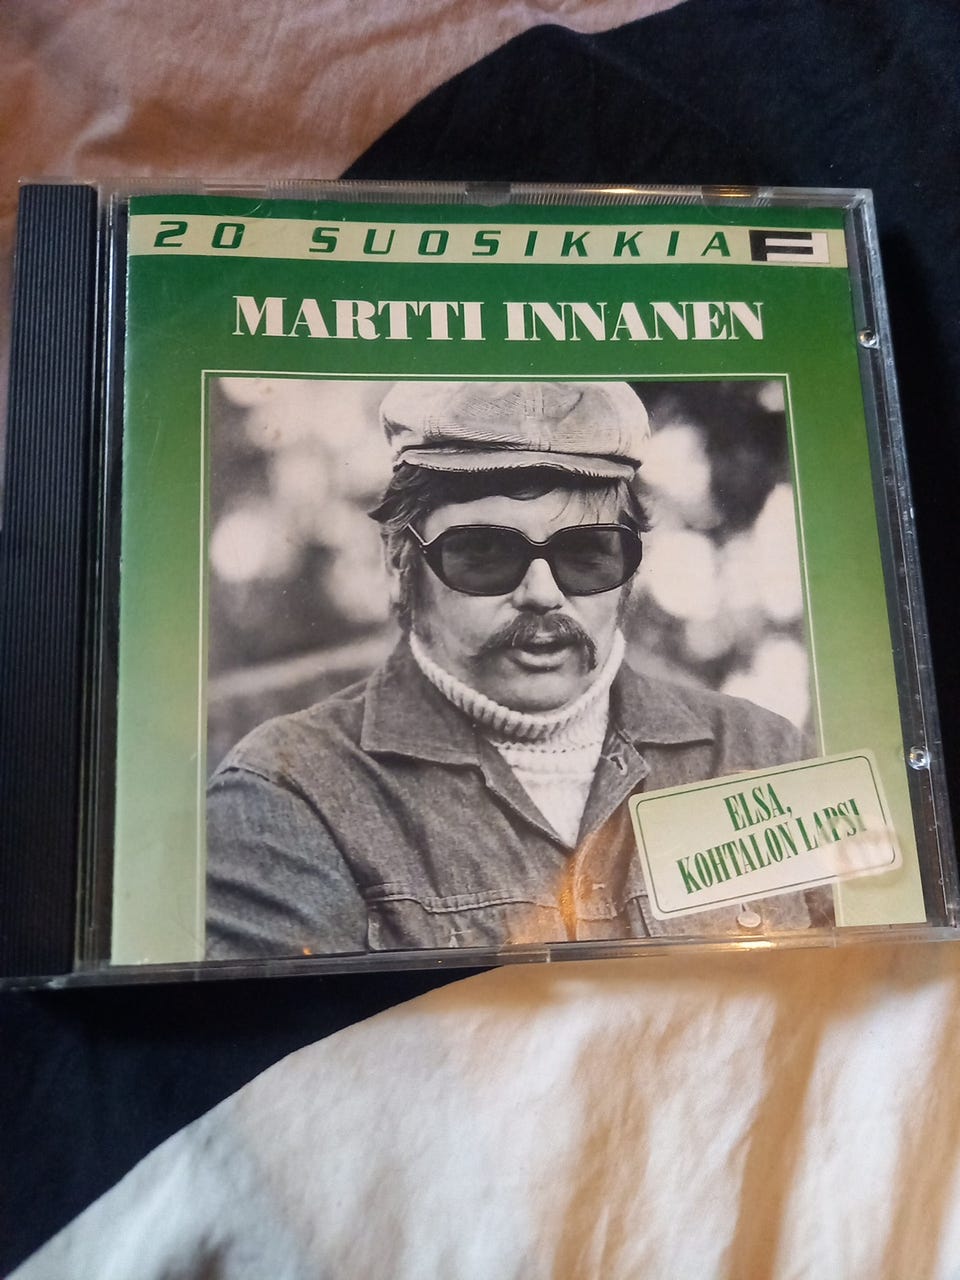 20 SUOSIKKIA
MARTTI INNANEN
ELSA,
KOHTALON LAPSI